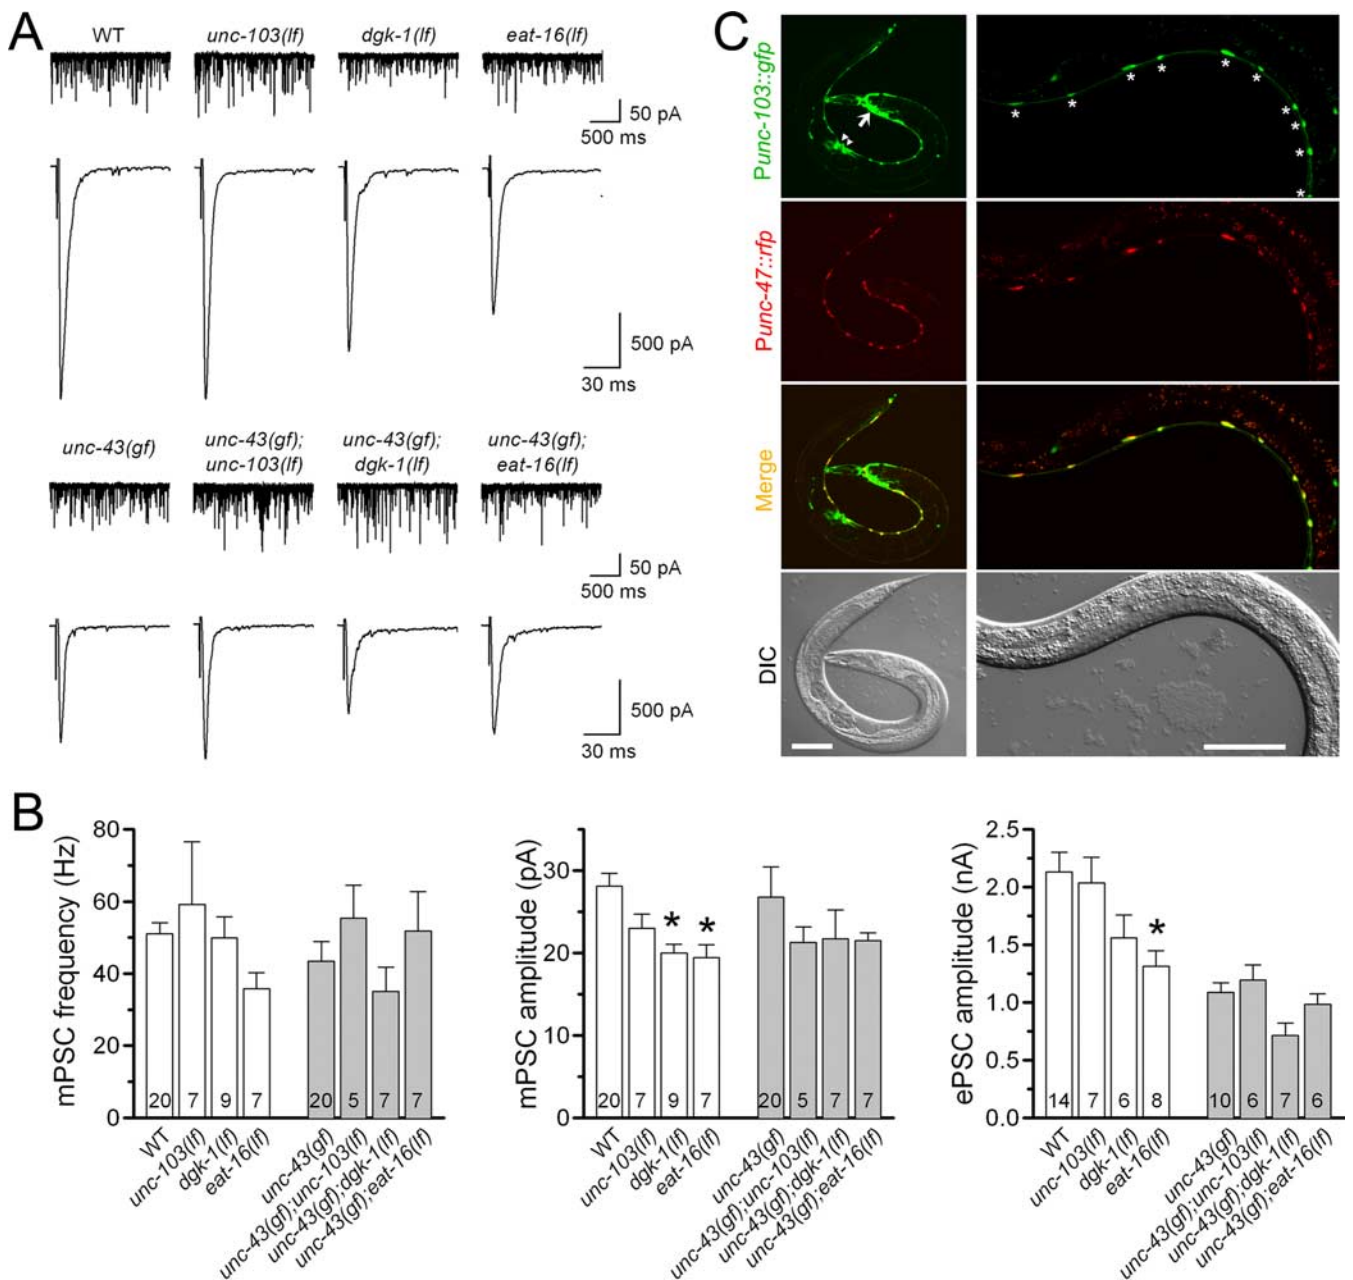 A
WT
unc-103(lf)
dgk-1(lf)
eat-16(lf)
50 pA
500 ms
500 pA
30 ms
unc-43(gf)
unc-43(gf);
unc-103(lf)
unc-43(gf);
dgk-1(lf)
unc-43(gf);
eat-16(lf)
50 pA
500 ms
500 pA
30 ms
C
Punc-103::gfp
* * * * * * * * * *
Punc-47::rfp
Merge
DIC
B
mPSC frequency (Hz)
80
60
40
20
0
20 7 9 7 20 5 7 7
WT
unc-103(lf)
dgk-1(lf)
eat-16(lf)
unc-43(gf)
unc-43(gf);unc-103(lf)
unc-43(gf);dgk-1(lf)
unc-43(gf);eat-16(lf)
mPSC amplitude (pA)
30
20
10
0
* *
20 7 9 7 20 5 7 7
WT
unc-103(lf)
dgk-1(lf)
eat-16(lf)
unc-43(gf)
unc-43(gf);unc-103(lf)
unc-43(gf);dgk-1(lf)
unc-43(gf);eat-16(lf)
ePSC amplitude (nA)
2.5
2.0
1.5
1.0
0.5
0.0
*
14 7 6 8 10 6 7 6
WT
unc-103(lf)
dgk-1(lf)
eat-16(lf)
unc-43(gf)
unc-43(gf);unc-103(lf)
unc-43(gf);dgk-1(lf)
unc-43(gf);eat-16(lf)